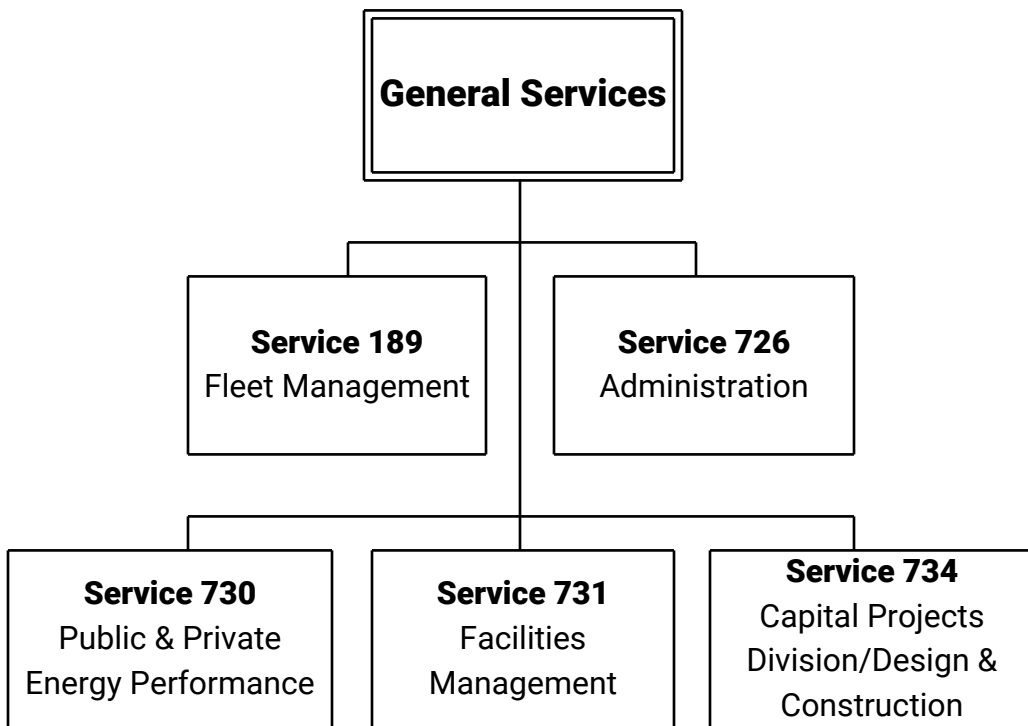 General Services
Service 189
Fleet Management
Service 726
Administration
Service 730
Public & Private
Energy Performance
Service 731
Facilities
Management
Service 734
Capital Projects
Division/Design &
Construction